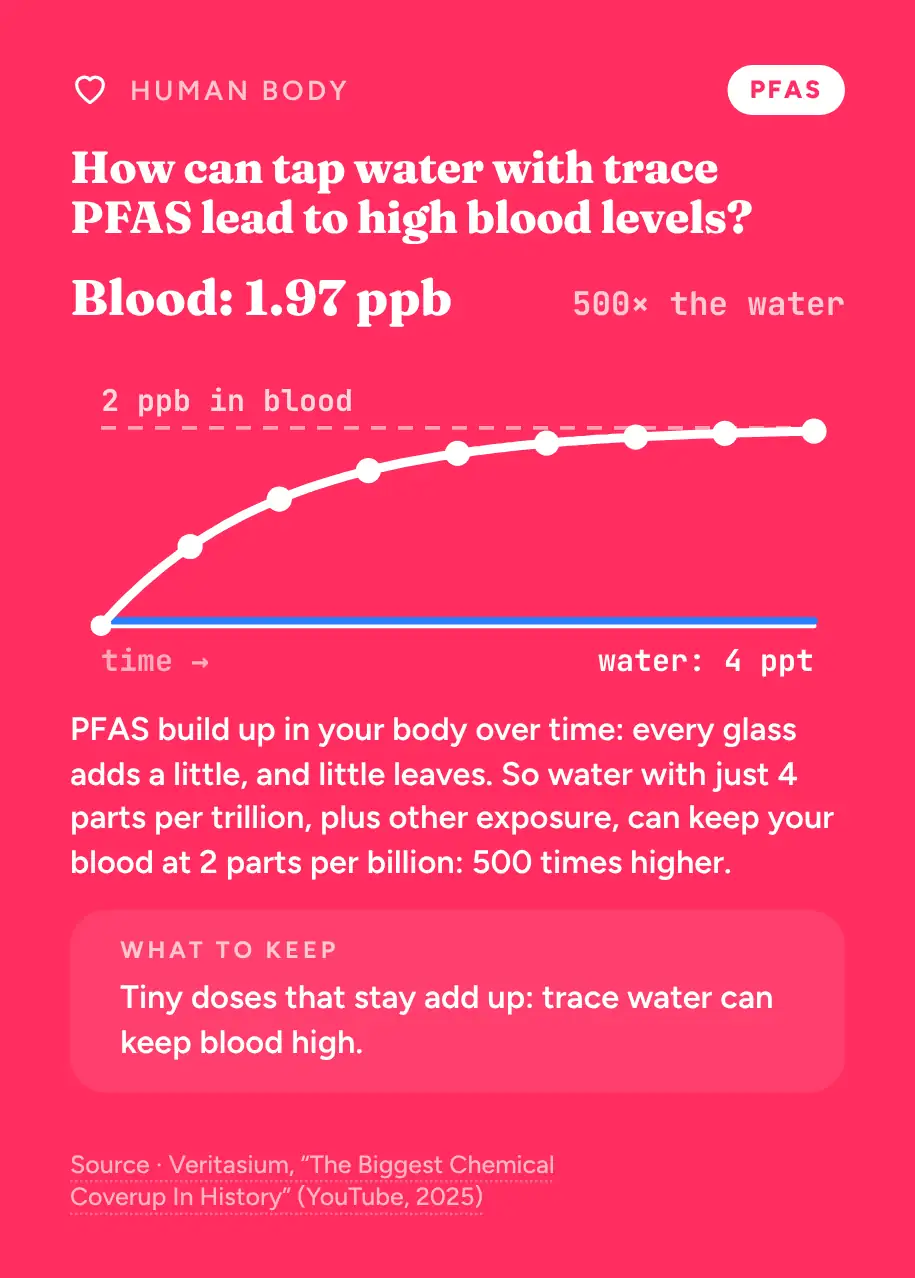 HUMAN BODY
PFAS
How can tap water with trace
PFAS lead to high blood levels?
Blood: 1.97 ppb
500× the water
2 ppb in blood
time →
water: 4 ppt
PFAS build up in your body over time: every glass
adds a little, and little leaves. So water with just 4
parts per trillion, plus other exposure, can keep your
blood at 2 parts per billion: 500 times higher.
WHAT TO KEEP
Tiny doses that stay add up: trace water can
keep blood high.
Source · Veritasium, “The Biggest Chemical
Coverup In History” (YouTube, 2025)